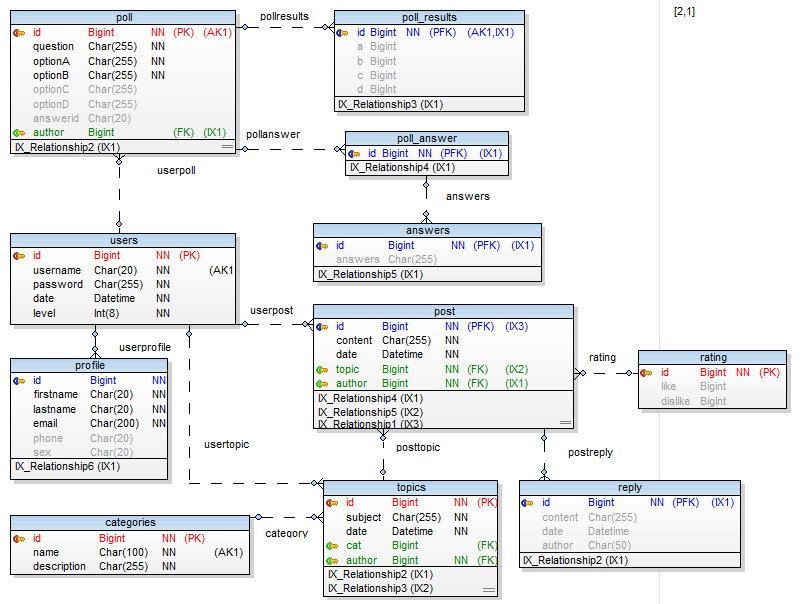 poll
id Bigint NN (PK) (AK1)
question Char(255) NN
optionA Char(255) NN
optionB Char(255) NN
optionC Char(255)
optionD Char(255)
answerid Char(20)
author Bigint (FK) (IX1)
IX_Relationship2 (IX1)
pollresults
poll_results
id Bigint NN (PFK) (AK1,IX1)
a Bigint
b Bigint
c Bigint
d Bigint
IX_Relationship3 (IX1)
[2,1]
pollanswer
poll_answer
id Bigint NN (PFK) (IX1)
IX_Relationship4 (IX1)
userpoll
answers
answers
id Bigint NN (PFK) (IX1)
answers Char(255)
IX_Relationship5 (IX1)
users
id Bigint NN (PK)
username Char(20) NN (AK1
password Char(255) NN
date Datetime NN
level Int(8) NN
userpost
post
id Bigint NN (PFK) (IX3)
content Char(255) NN
date Datetime NN
topic Bigint NN (FK) (IX2)
author Bigint NN (FK) (IX1)
IX_Relationship4 (IX1)
IX_Relationship5 (IX2)
IX_Relationship1 (IX3)
rating
rating
id Bigint NN (PK)
like Bigint
dislike Bigint
userprofile
profile
id Bigint NN
firstname Char(20) NN
lastname Char(20) NN
email Char(200) NN
phone Char(20)
sex Char(20)
IX_Relationship6 (IX1)
usertopic
posttopic
postreply
topics
id Bigint NN (PK)
subject Char(255) NN
date Datetime NN
cat Bigint (FK)
author Bigint NN (FK)
IX_Relationship2 (IX1)
IX_Relationship3 (IX2)
reply
id Bigint NN (PFK) (IX1)
content Char(255)
date Datetime
author Char(50)
IX_Relationship2 (IX1)
categories
id Bigint NN (PK)
name Char(100) NN (AK1)
description Char(255) NN
category